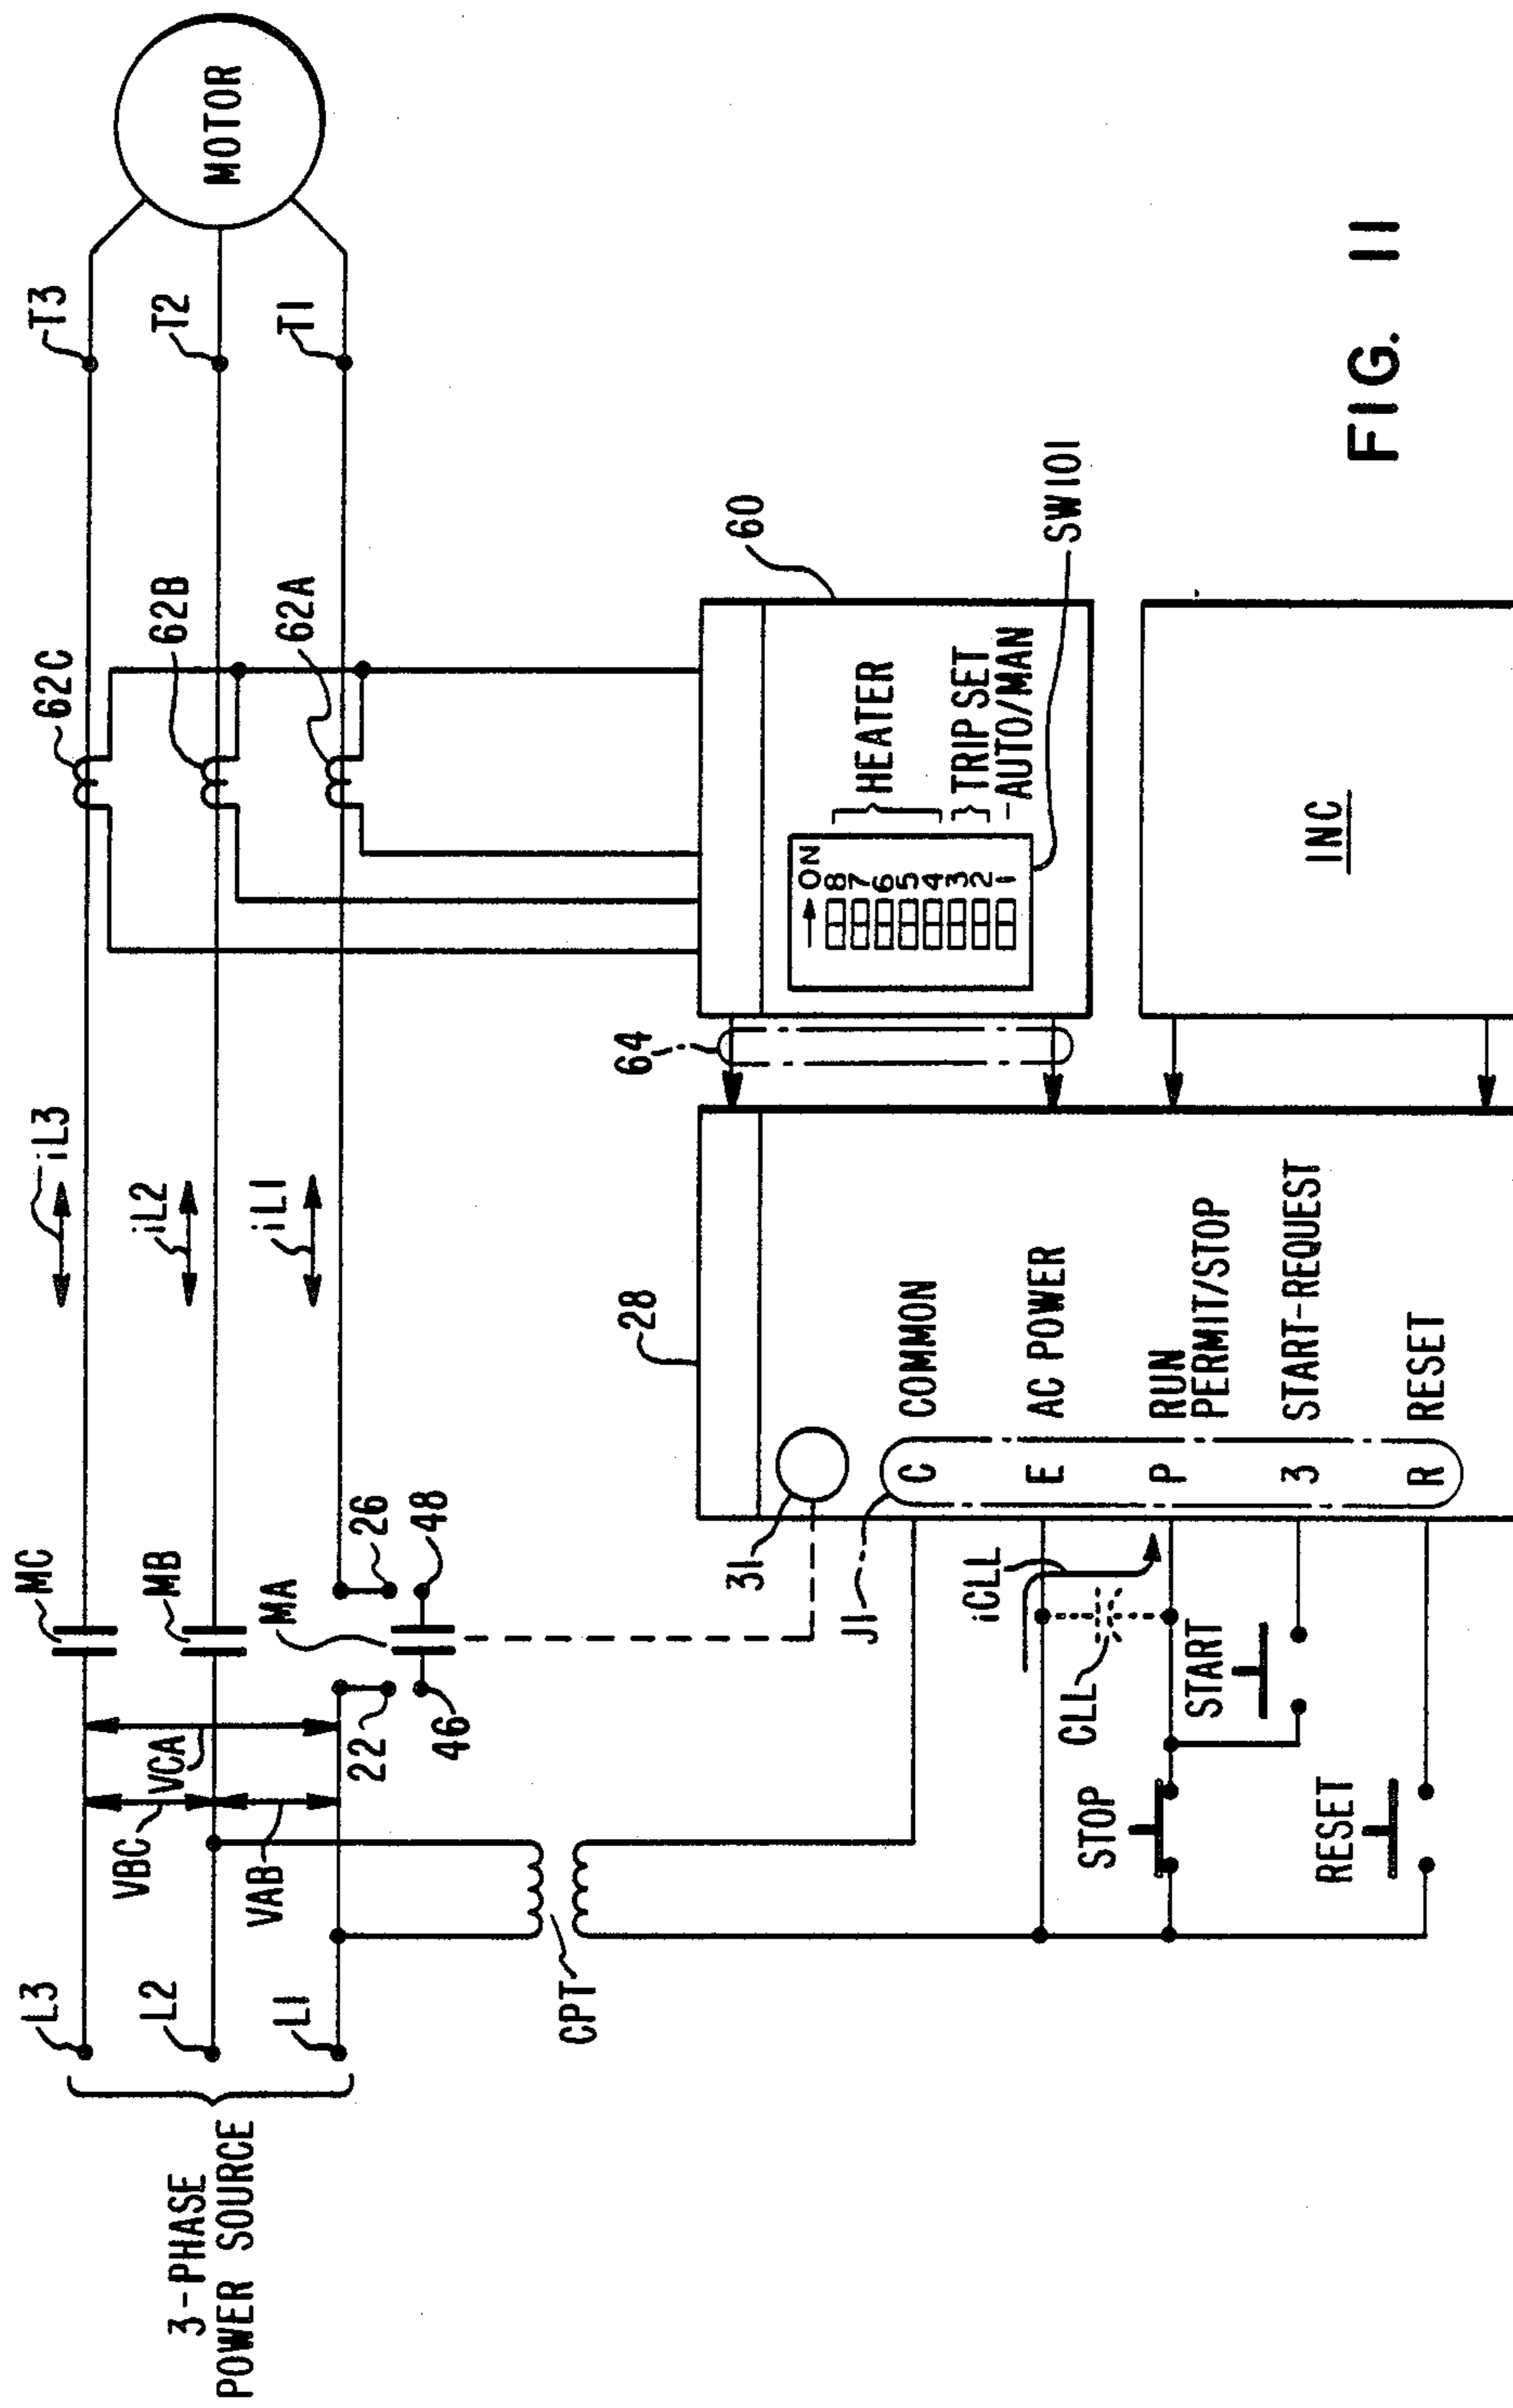 3-PHASE
POWER SOURCE
L3
L2
L1
VBC
VCA
VAB
MC
MB
MA
22
26
46
48
iL3
iL2
iL1
62C
62B
62A
T3
T2
T1
MOTOR
CPT
28
31
J1
C COMMON
E AC POWER
P RUN
PERMIT/STOP
3 START-REQUEST
R RESET
iCLL
CLL
STOP
START
RESET
64
60
ON
8
7
6
5
4
3
2
1
HEATER
TRIP SET
AUTO/MAN
SW101
INC
FIG. 11